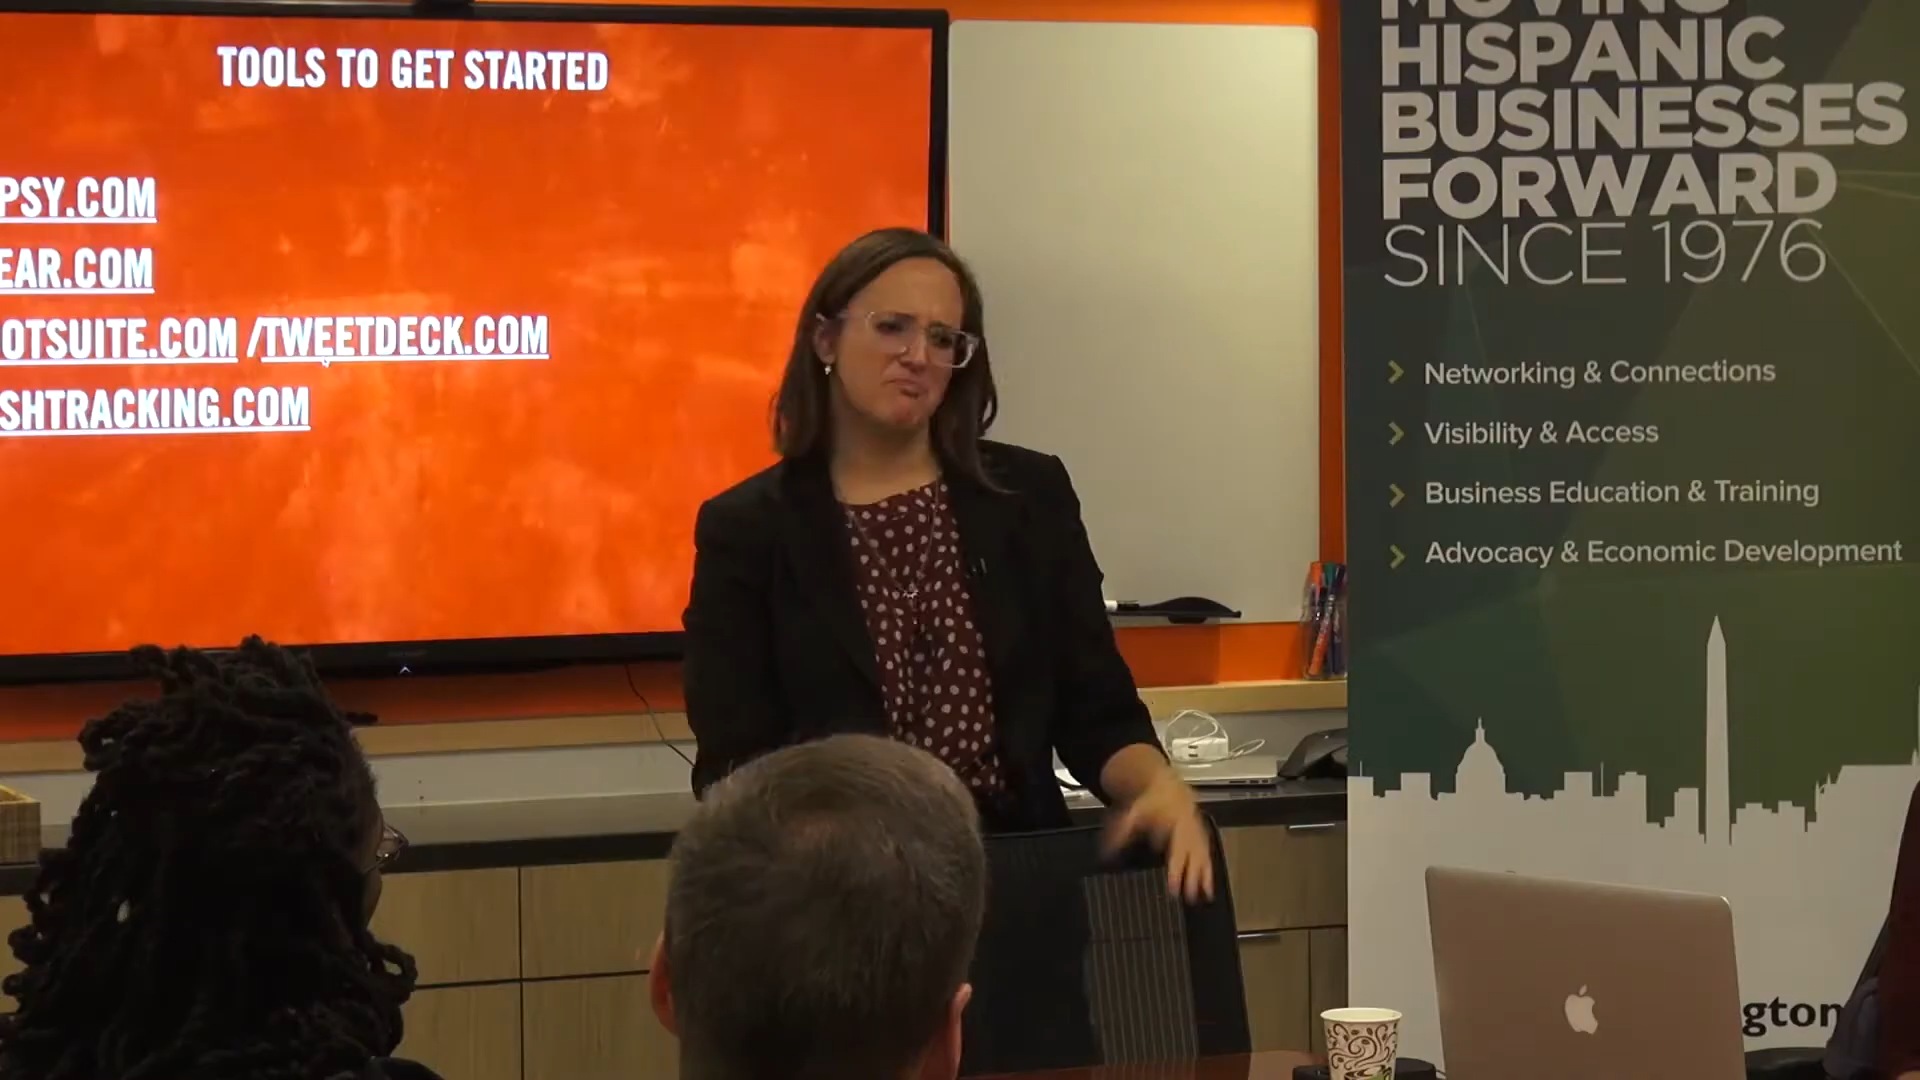 TOOLS TO GET STARTED
PSY.COM
EAR.COM
OTSUITE.COM /TWEETDECK.COM
SHTRACKING.COM
MOVING
HISPANIC
BUSINESSES
FORWARD
SINCE 1976
Networking & Connections
Visibility & Access
Business Education & Training
Advocacy & Economic Development
gton